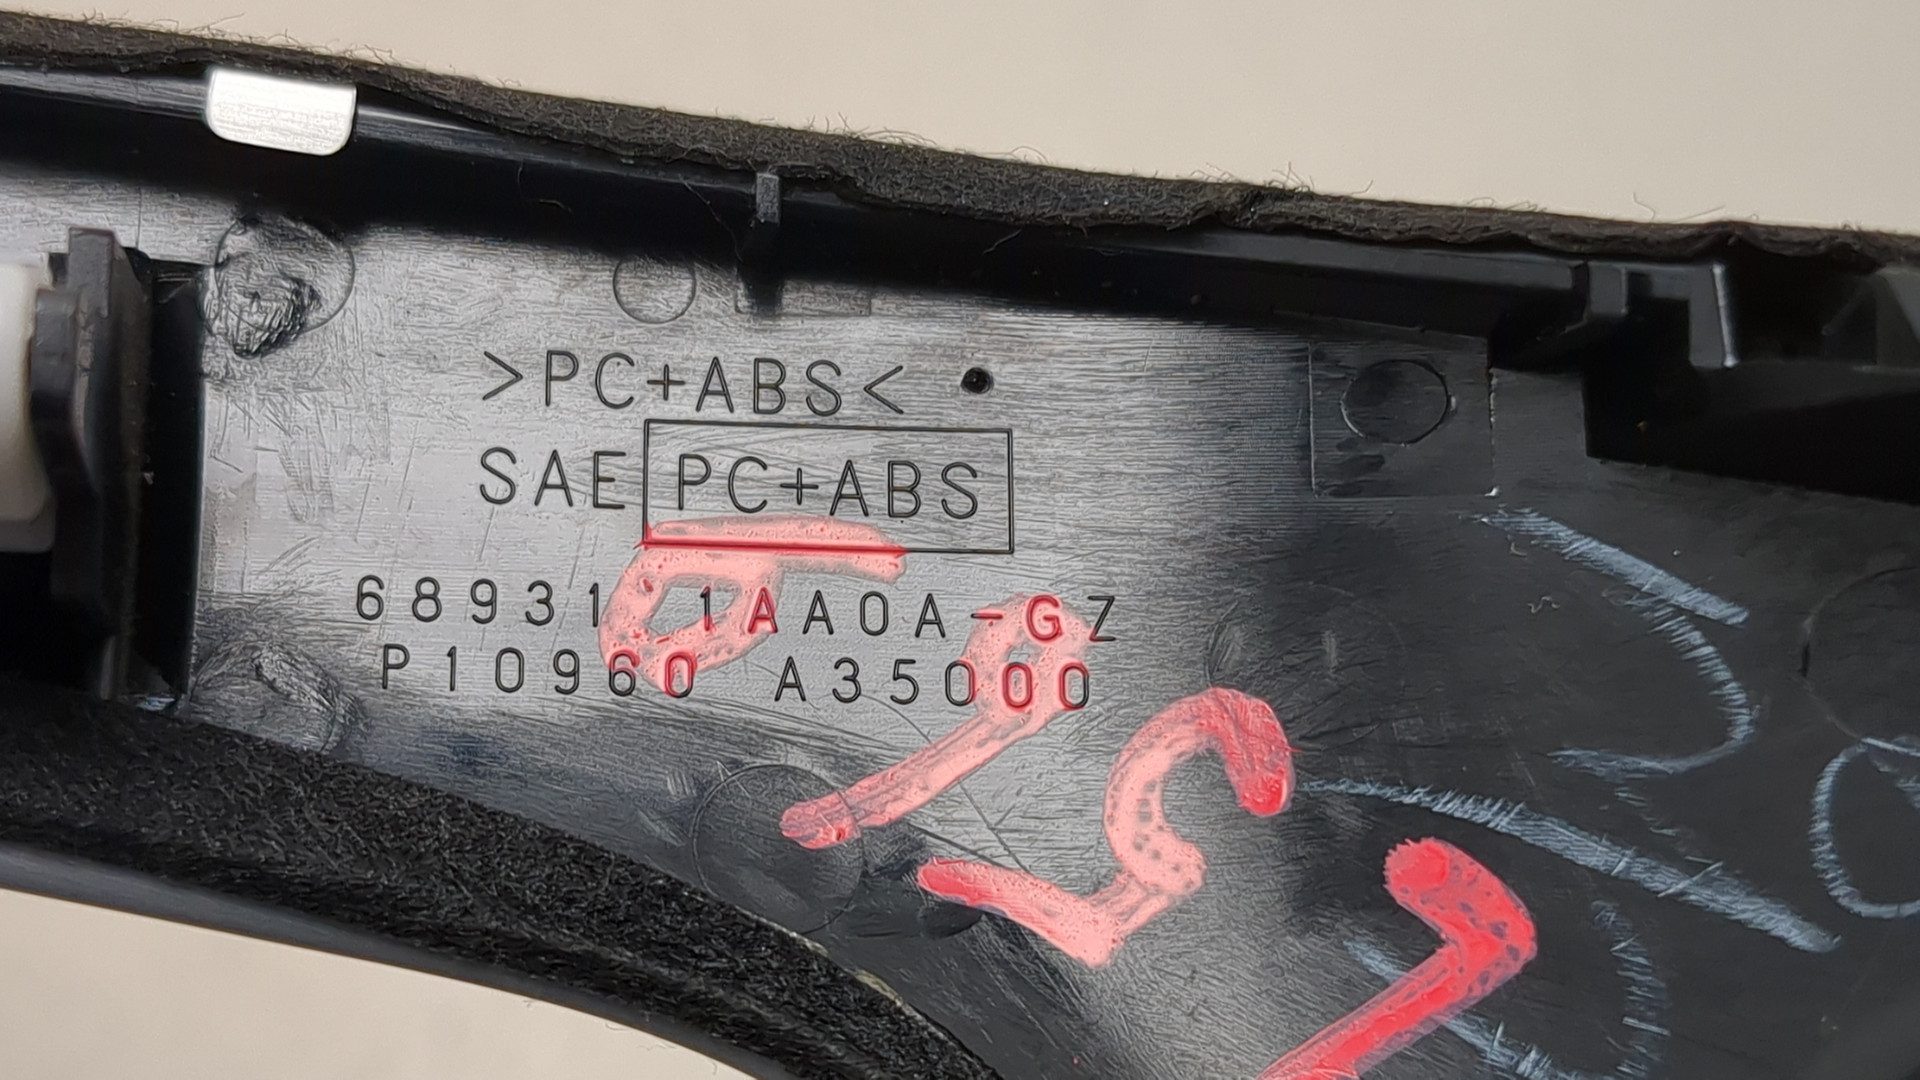 >PC+ABS<
SAE PC+ABS
68931 1AA0A-GZ
P10960 A35000